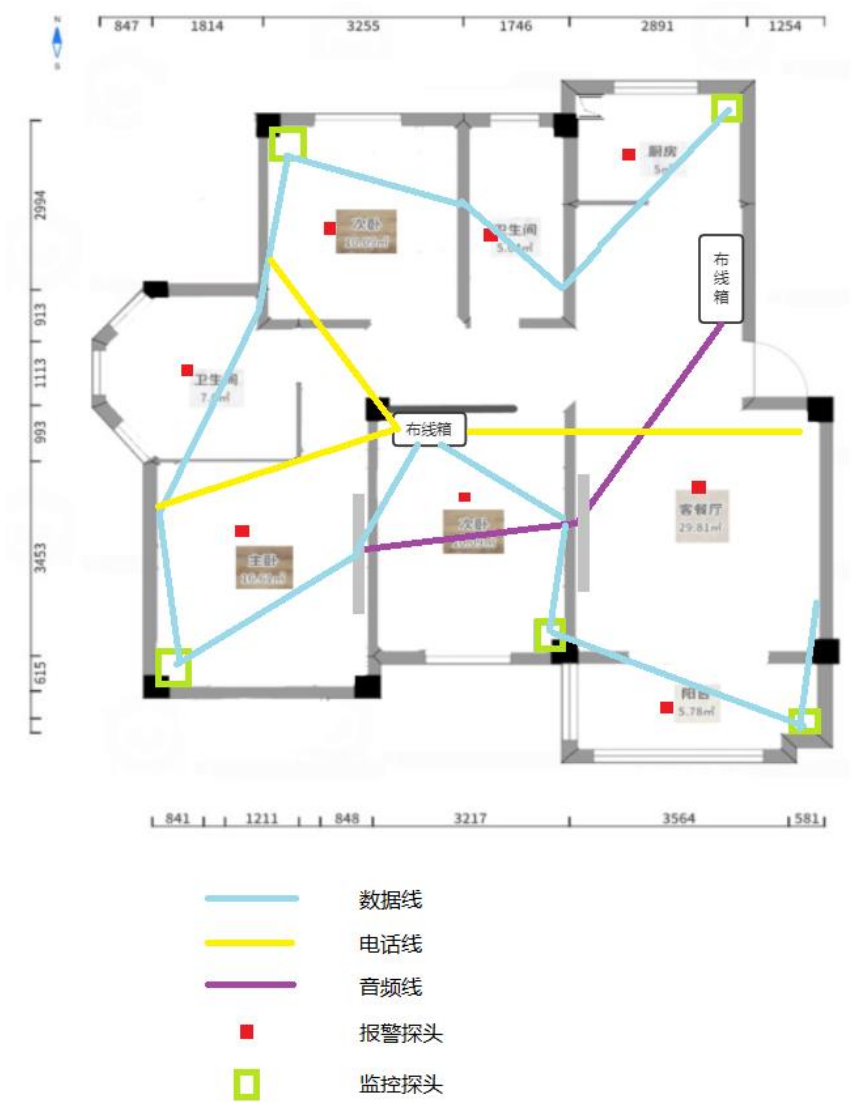 N
S
847 1814 3255 1746 2891 1254
2994
913
1113
993
3453
615
厨房
5㎡
次卧
卫生间
布线箱
卫生间
布线箱
次卧
客餐厅
29.81㎡
主卧
阳台
5.78㎡
841 1211 848 3217 3564 581
数据线
电话线
音频线
报警探头
监控探头